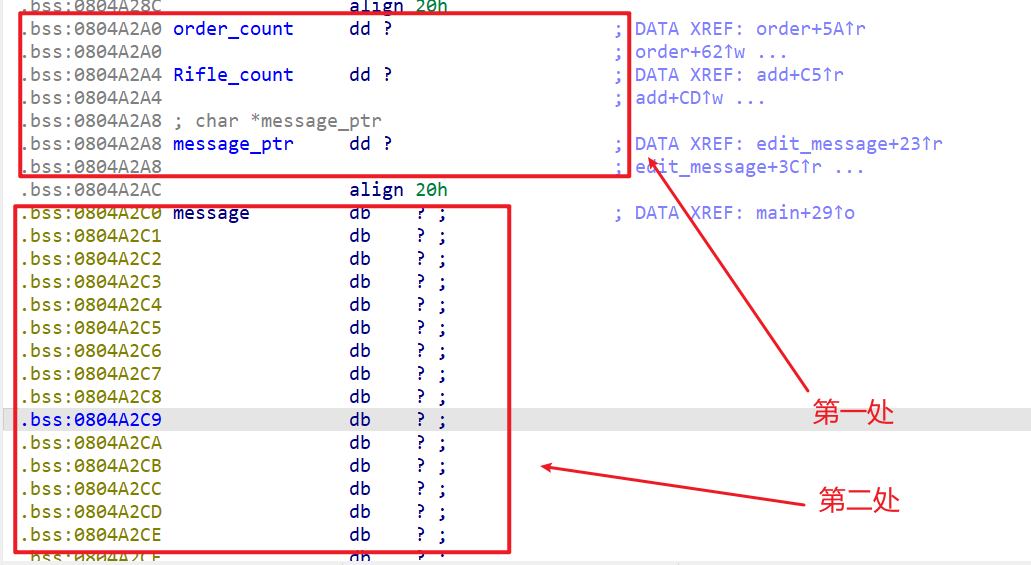 .bss:0804A28C align 20h
.bss:0804A2A0 order_count dd ? ; DATA XREF: order+5A↑r
.bss:0804A2A0 ; order+62↑w ...
.bss:0804A2A4 Rifle_count dd ? ; DATA XREF: add+C5↑r
.bss:0804A2A4 ; add+CD↑w ...
.bss:0804A2A8 ; char *message_ptr
.bss:0804A2A8 message_ptr dd ? ; DATA XREF: edit_message+23↑r
.bss:0804A2A8 ; edit_message+3C↑r ...
.bss:0804A2AC align 20h
.bss:0804A2C0 message db ? ; ; DATA XREF: main+29↑o
.bss:0804A2C1 db ? ;
.bss:0804A2C2 db ? ;
.bss:0804A2C3 db ? ;
.bss:0804A2C4 db ? ;
.bss:0804A2C5 db ? ;
.bss:0804A2C6 db ? ;
.bss:0804A2C7 db ? ;
.bss:0804A2C8 db ? ;
.bss:0804A2C9 db ? ;
第一处
.bss:0804A2CA db ? ;
.bss:0804A2CB db ? ;
.bss:0804A2CC db ? ;
.bss:0804A2CD db ? ;
第二处
.bss:0804A2CE db ? ;
.bss:0804A2CF db ? ;